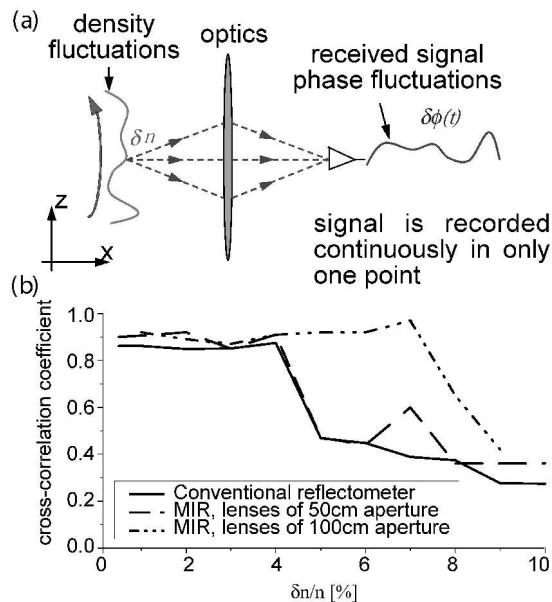 (a)
density
fluctuations
optics
received signal
phase fluctuations
δn
δϕ(t)
z
x
signal is recorded
continuously in only
one point
(b)
cross-correlation coefficient
1.0
0.8
0.6
0.4
0.2
0.0
Conventional reflectometer
MIR, lenses of 50cm aperture
MIR, lenses of 100cm aperture
0 2 4 6 8 10
δn/n [%]